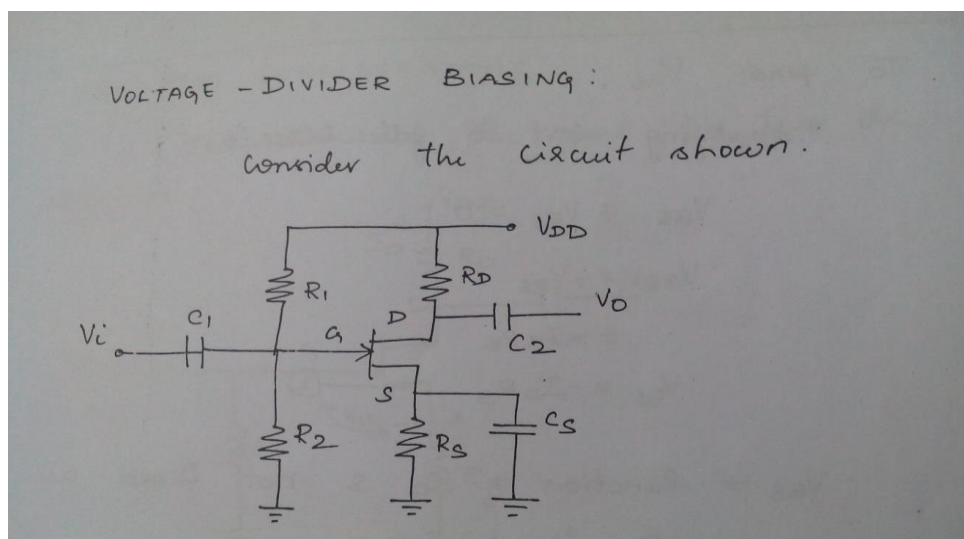 VOLTAGE - DIVIDER BIASING :
consider the circuit shown.
VDD
R1
RD
Vi
C1
G
D
VO
C2
S
R2
RS
CS